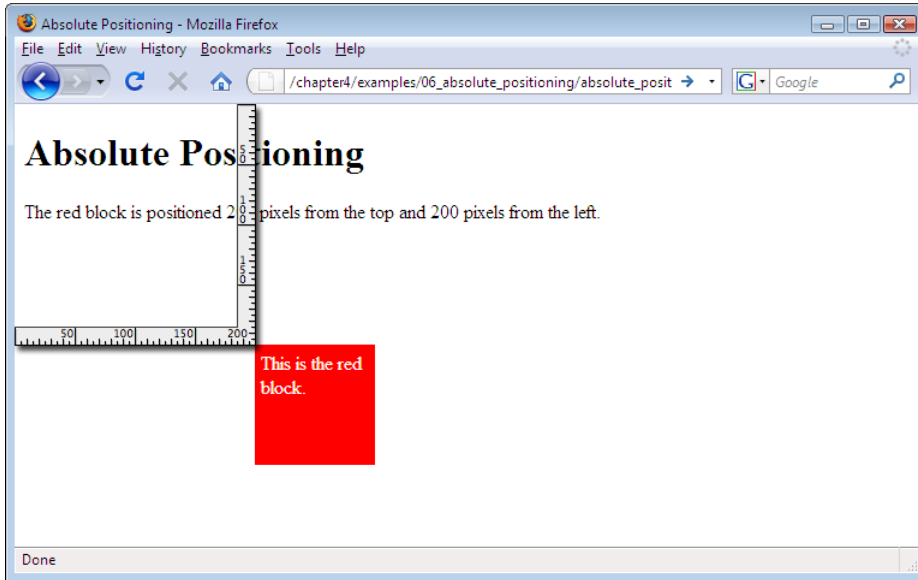 Absolute Positioning - Mozilla Firefox
File Edit View History Bookmarks Tools Help
/chapter4/examples/06_absolute_positioning/absolute_posit G Google
Absolute Positioning
The red block is positioned 200 pixels from the top and 200 pixels from the left.
50
100
150
50 100 150 200
This is the red
block.
Done